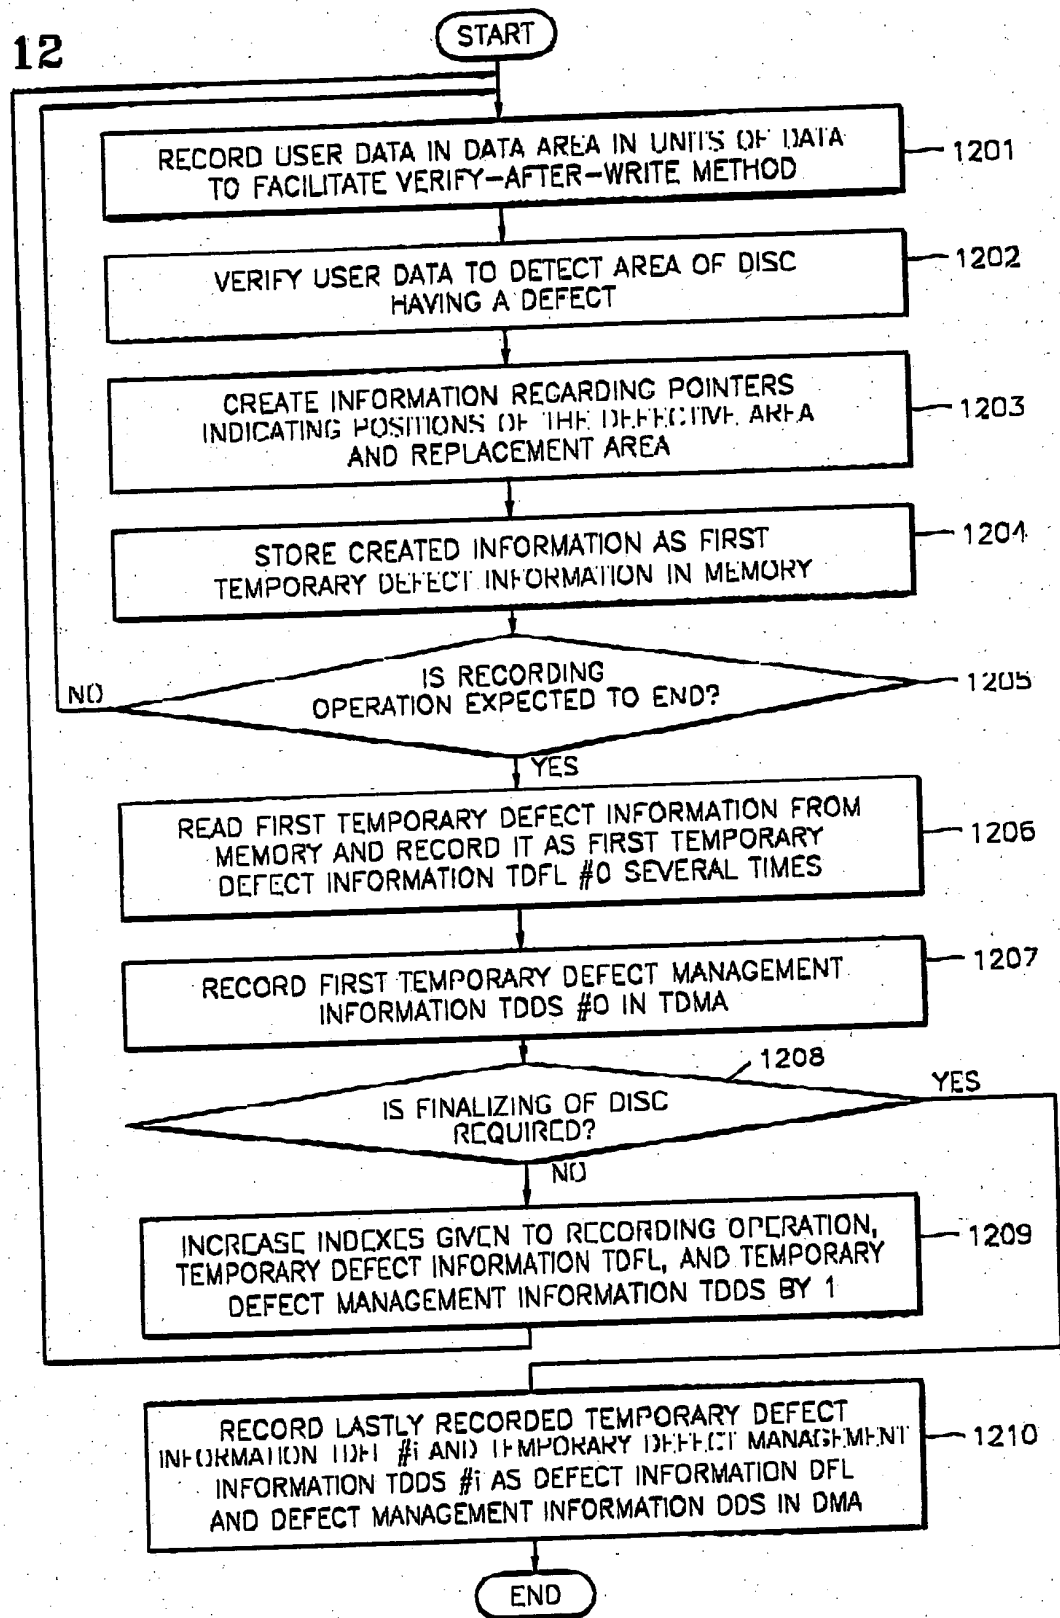 12
START
RECORD USER DATA IN DATA AREA IN UNITS OF DATA
TO FACILITATE VERIFY-AFTER-WRITE METHOD
1201
VERIFY USER DATA TO DETECT AREA OF DISC
HAVING A DEFECT
1202
CREATE INFORMATION REGARDING POINTERS
INDICATING POSITIONS OF THE DEFECTIVE AREA
AND REPLACEMENT AREA
1203
STORE CREATED INFORMATION AS FIRST
TEMPORARY DEFECT INFORMATION IN MEMORY
1204
IS RECORDING
OPERATION EXPECTED TO END?
1205
NO
YES
READ FIRST TEMPORARY DEFECT INFORMATION FROM
MEMORY AND RECORD IT AS FIRST TEMPORARY
DEFECT INFORMATION TDFL #0 SEVERAL TIMES
1206
RECORD FIRST TEMPORARY DEFECT MANAGEMENT
INFORMATION TDDS #0 IN TDMA
1207
1208
IS FINALIZING OF DISC
REQUIRED?
YES
NO
INCREASE INDEXES GIVEN TO RECORDING OPERATION,
TEMPORARY DEFECT INFORMATION TDFL, AND TEMPORARY
DEFECT MANAGEMENT INFORMATION TDDS BY 1
1209
RECORD LASTLY RECORDED TEMPORARY DEFECT
INFORMATION TDFL #i AND TEMPORARY DEFECT MANAGEMENT
INFORMATION TDDS #i AS DEFECT INFORMATION DFL
AND DEFECT MANAGEMENT INFORMATION DDS IN DMA
1210
END